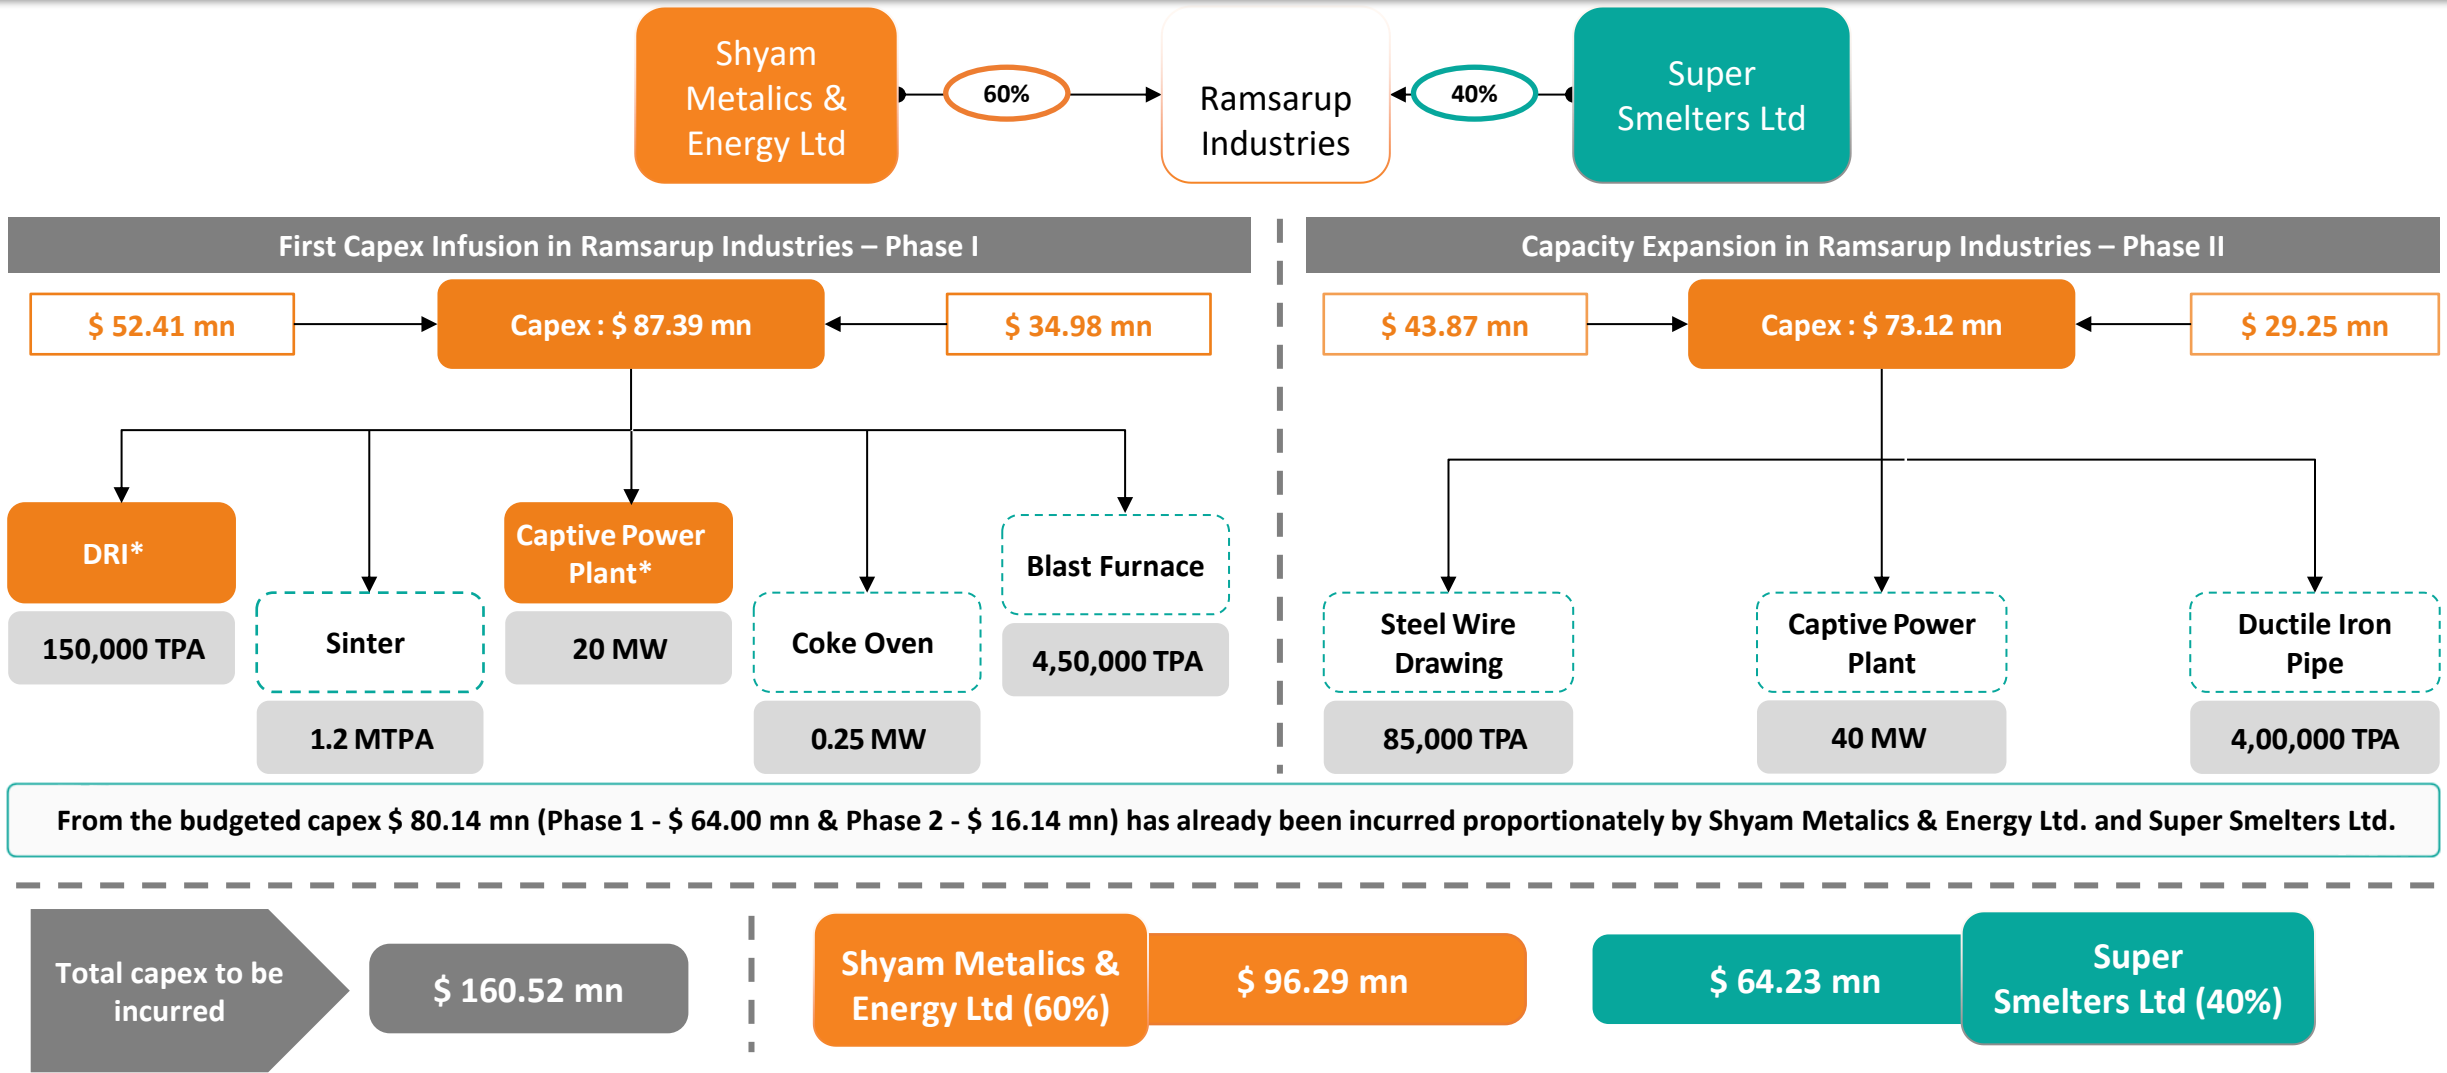 Shyam
Metalics &
Energy Ltd
60%
Ramsarup
Industries
40%
Super
Smelters Ltd
First Capex Infusion in Ramsarup Industries – Phase I
$ 52.41 mn
Capex : $ 87.39 mn
$ 34.98 mn
DRI*
150,000 TPA
Sinter
1.2 MTPA
Captive Power
Plant*
20 MW
Coke Oven
0.25 MW
Blast Furnace
4,50,000 TPA
Capacity Expansion in Ramsarup Industries – Phase II
$ 43.87 mn
Capex : $ 73.12 mn
$ 29.25 mn
Steel Wire
Drawing
85,000 TPA
Captive Power
Plant
40 MW
Ductile Iron
Pipe
4,00,000 TPA
From the budgeted capex $ 80.14 mn (Phase 1 - $ 64.00 mn & Phase 2 - $ 16.14 mn) has already been incurred proportionately by Shyam Metalics & Energy Ltd. and Super Smelters Ltd.
Total capex to be
incurred
$ 160.52 mn
Shyam Metalics &
Energy Ltd (60%)
$ 96.29 mn
$ 64.23 mn
Super
Smelters Ltd (40%)